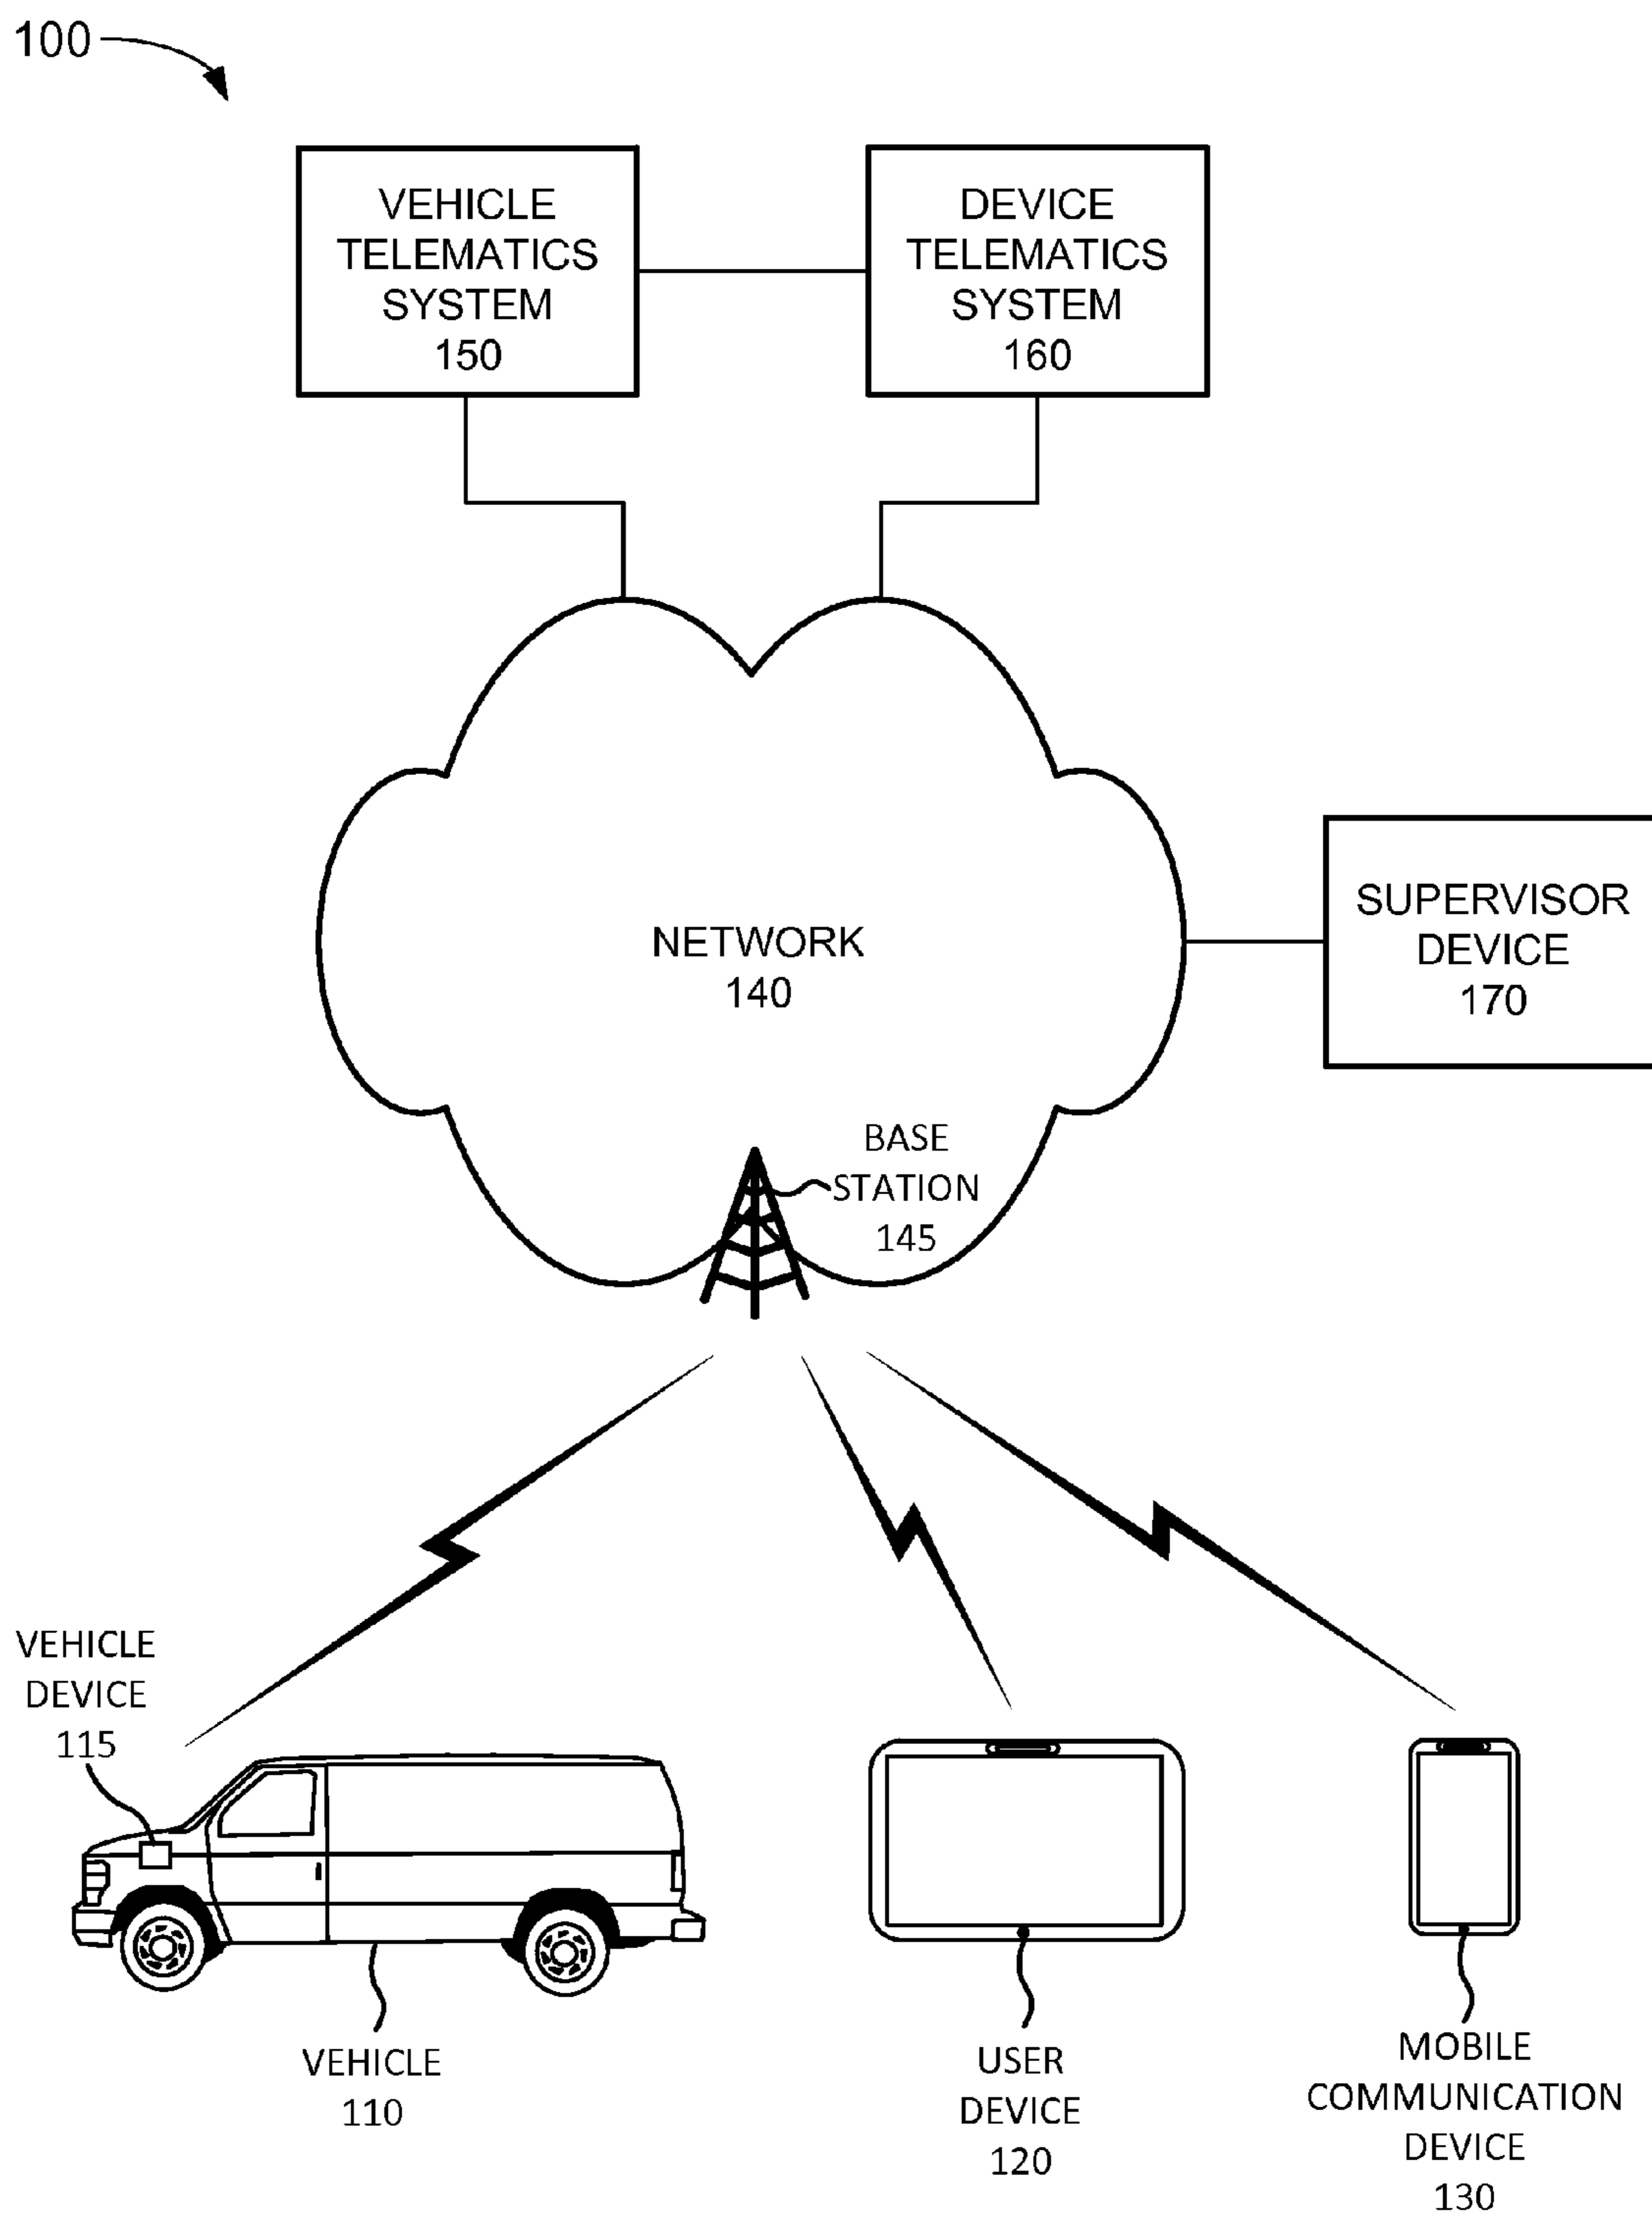 100
VEHICLE
TELEMATICS
SYSTEM
150
DEVICE
TELEMATICS
SYSTEM
160
NETWORK
140
SUPERVISOR
DEVICE
170
BASE
STATION
145
VEHICLE
DEVICE
115
VEHICLE
110
USER
DEVICE
120
MOBILE
COMMUNICATION
DEVICE
130